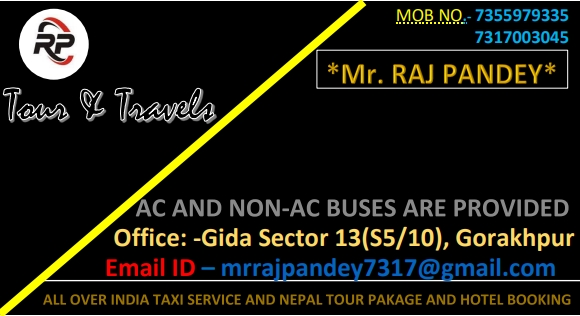 RP
MOB NO.- 7355979335
7317003045
*Mr. RAJ PANDEY*
Tour & Travels
AC AND NON-AC BUSES ARE PROVIDED
Office: -Gida Sector 13(S5/10), Gorakhpur
Email ID – mrrajpandey7317@gmail.com
ALL OVER INDIA TAXI SERVICE AND NEPAL TOUR PAKAGE AND HOTEL BOOKING